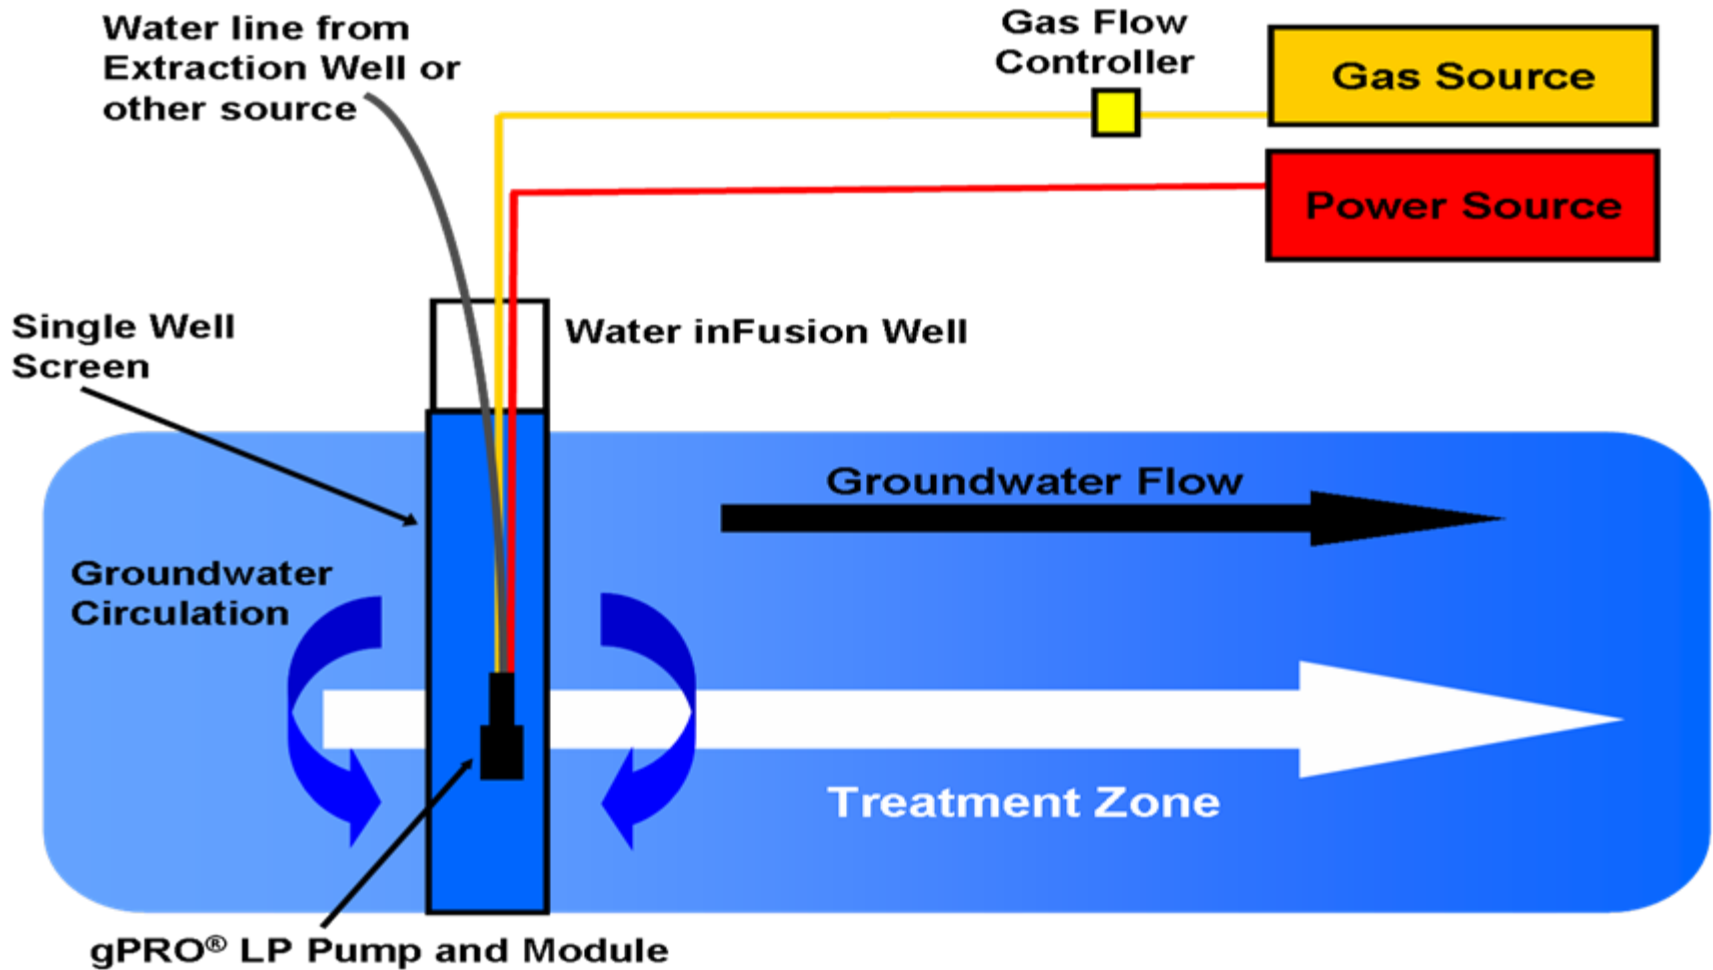 Water line from
Extraction Well or
other source
Gas Flow
Controller
Gas Source
Power Source
Single Well
Screen
Water inFusion Well
Groundwater Flow
Groundwater
Circulation
Treatment Zone
gPRO® LP Pump and Module